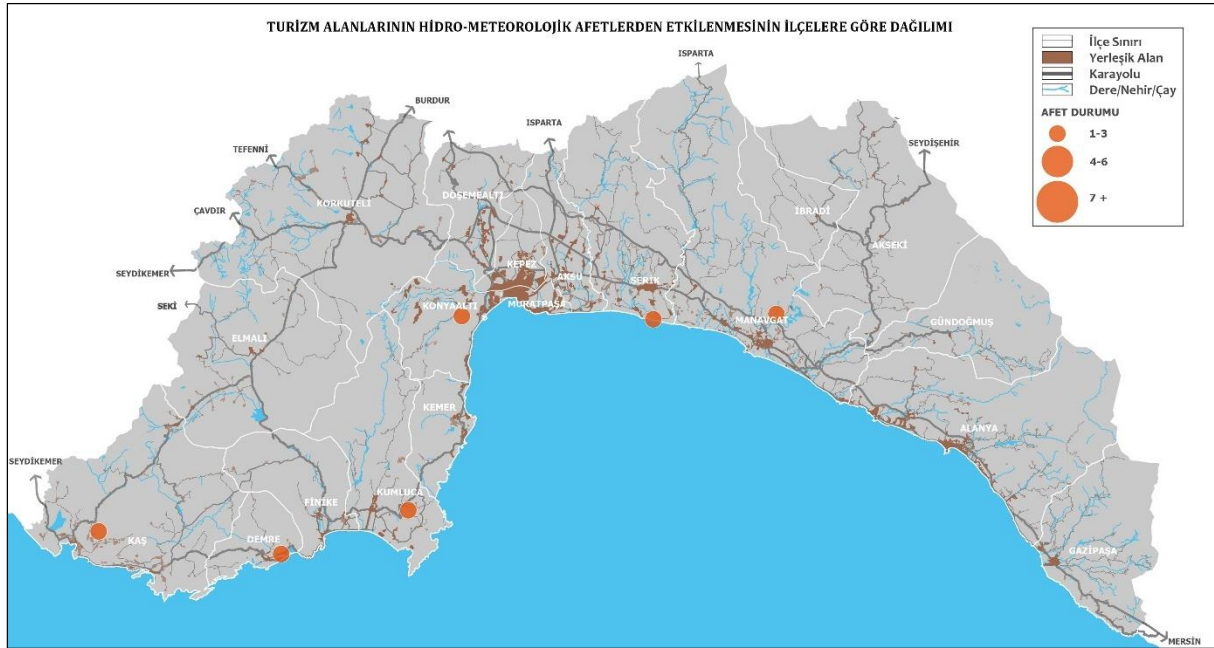 TURİZM ALANLARININ HİDRO-METEOROLOJİK AFETLERDEN ETKİLENMESİNİN İLÇELERE GÖRE DAĞILIMI
İlçe Sınırı
Yerleşik Alan
Karayolu
Dere/Nehir/Çay
AFET DURUMU
1-3
4-6
7 +
ISPARTA
BURDUR
ISPARTA
TEFENNİ
SEYDİŞEHİR
DÖŞEMEALTI
KORKUTELİ
ÇAVDIR
İBRADİ
AKSEKİ
SEYDİKEMER
KEPEZ
AKSU
SERİK
SEKİ
KONYAALTI
MURATPAŞA
MANAVGAT
GÜNDOĞMUŞ
ELMALI
KEMER
ALANYA
SEYDİKEMER
KUMLUCA
FİNİKE
KAŞ
DEMRE
GAZİPAŞA
MERSİN